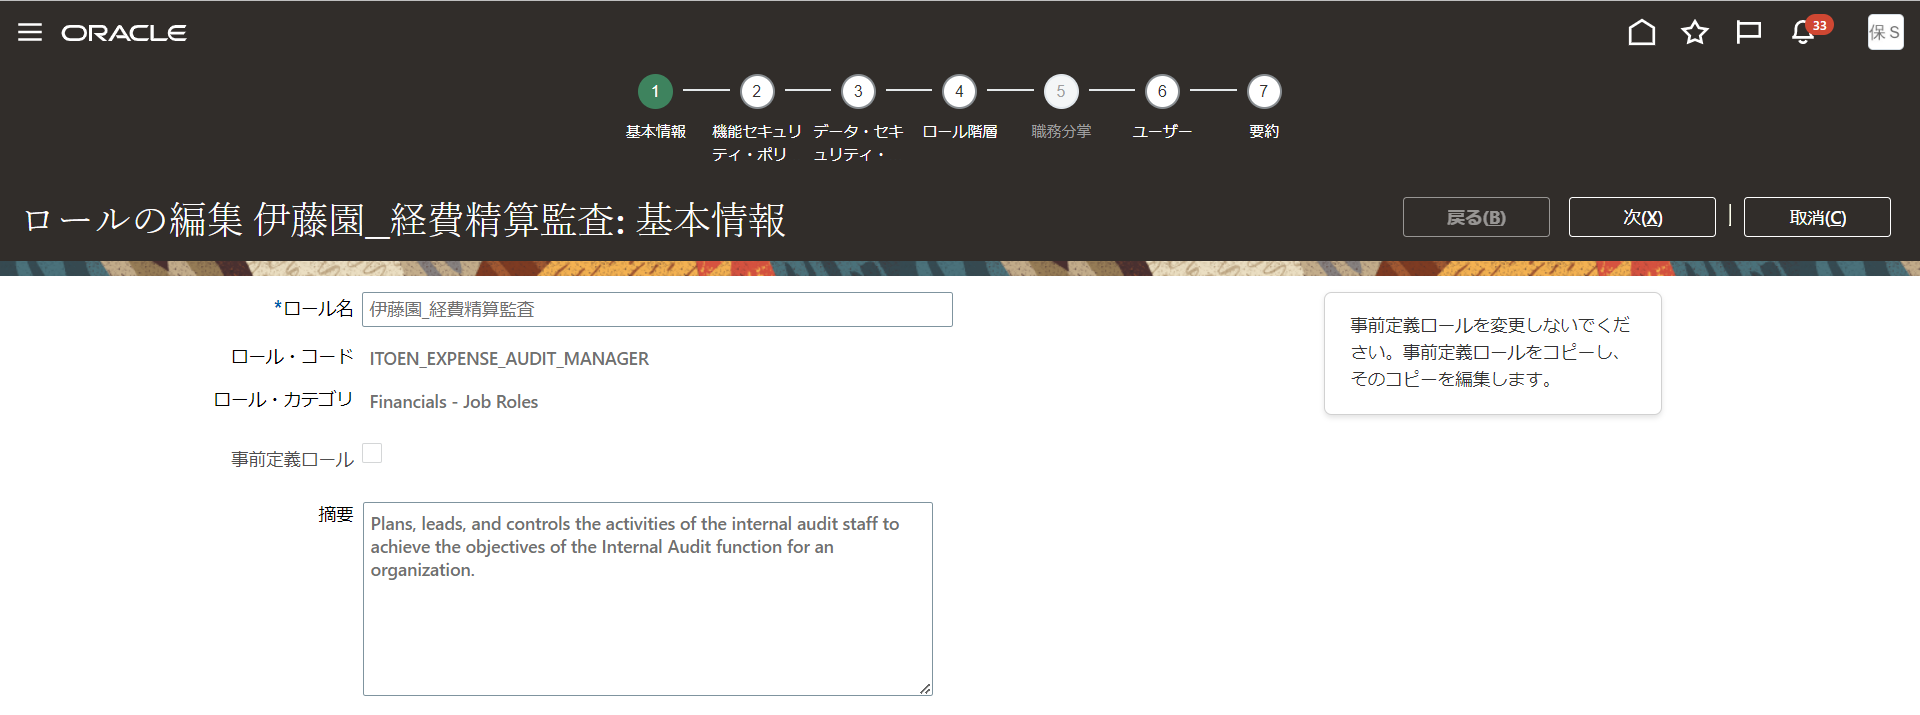 ORACLE
33
保 S
1
2
3
4
5
6
7
基本情報
機能セキュリ
ティ・ポリ
データ・セキ
ュリティ・
ロール階層
職務分掌
ユーザー
要約
ロールの編集 伊藤園_経費精算監査: 基本情報
戻る(B)
次(X)
取消(C)
*ロール名
伊藤園_経費精算監査
ロール・コード
ITOEN_EXPENSE_AUDIT_MANAGER
ロール・カテゴリ
Financials - Job Roles
事前定義ロール
摘要
Plans, leads, and controls the activities of the internal audit staff to
achieve the objectives of the Internal Audit function for an
organization.
事前定義ロールを変更しないでくだ
さい。事前定義ロールをコピーし、
そのコピーを編集します。